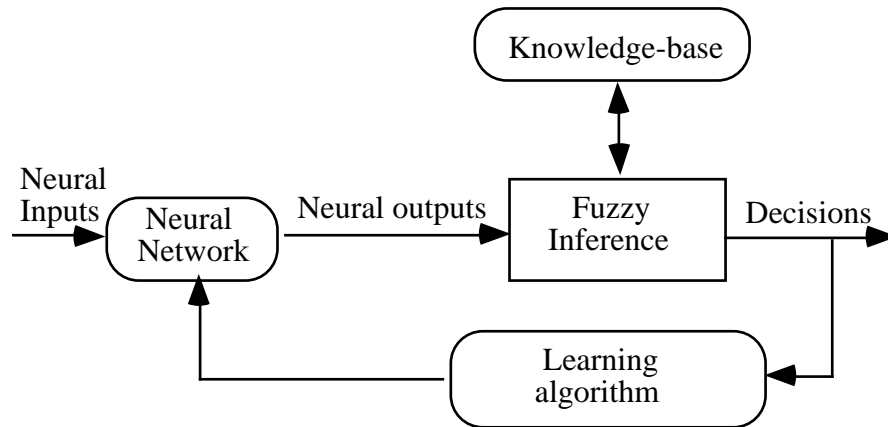 Knowledge-base
Neural
Inputs
Neural
Network
Neural outputs
Fuzzy
Inference
Decisions
Learning
algorithm